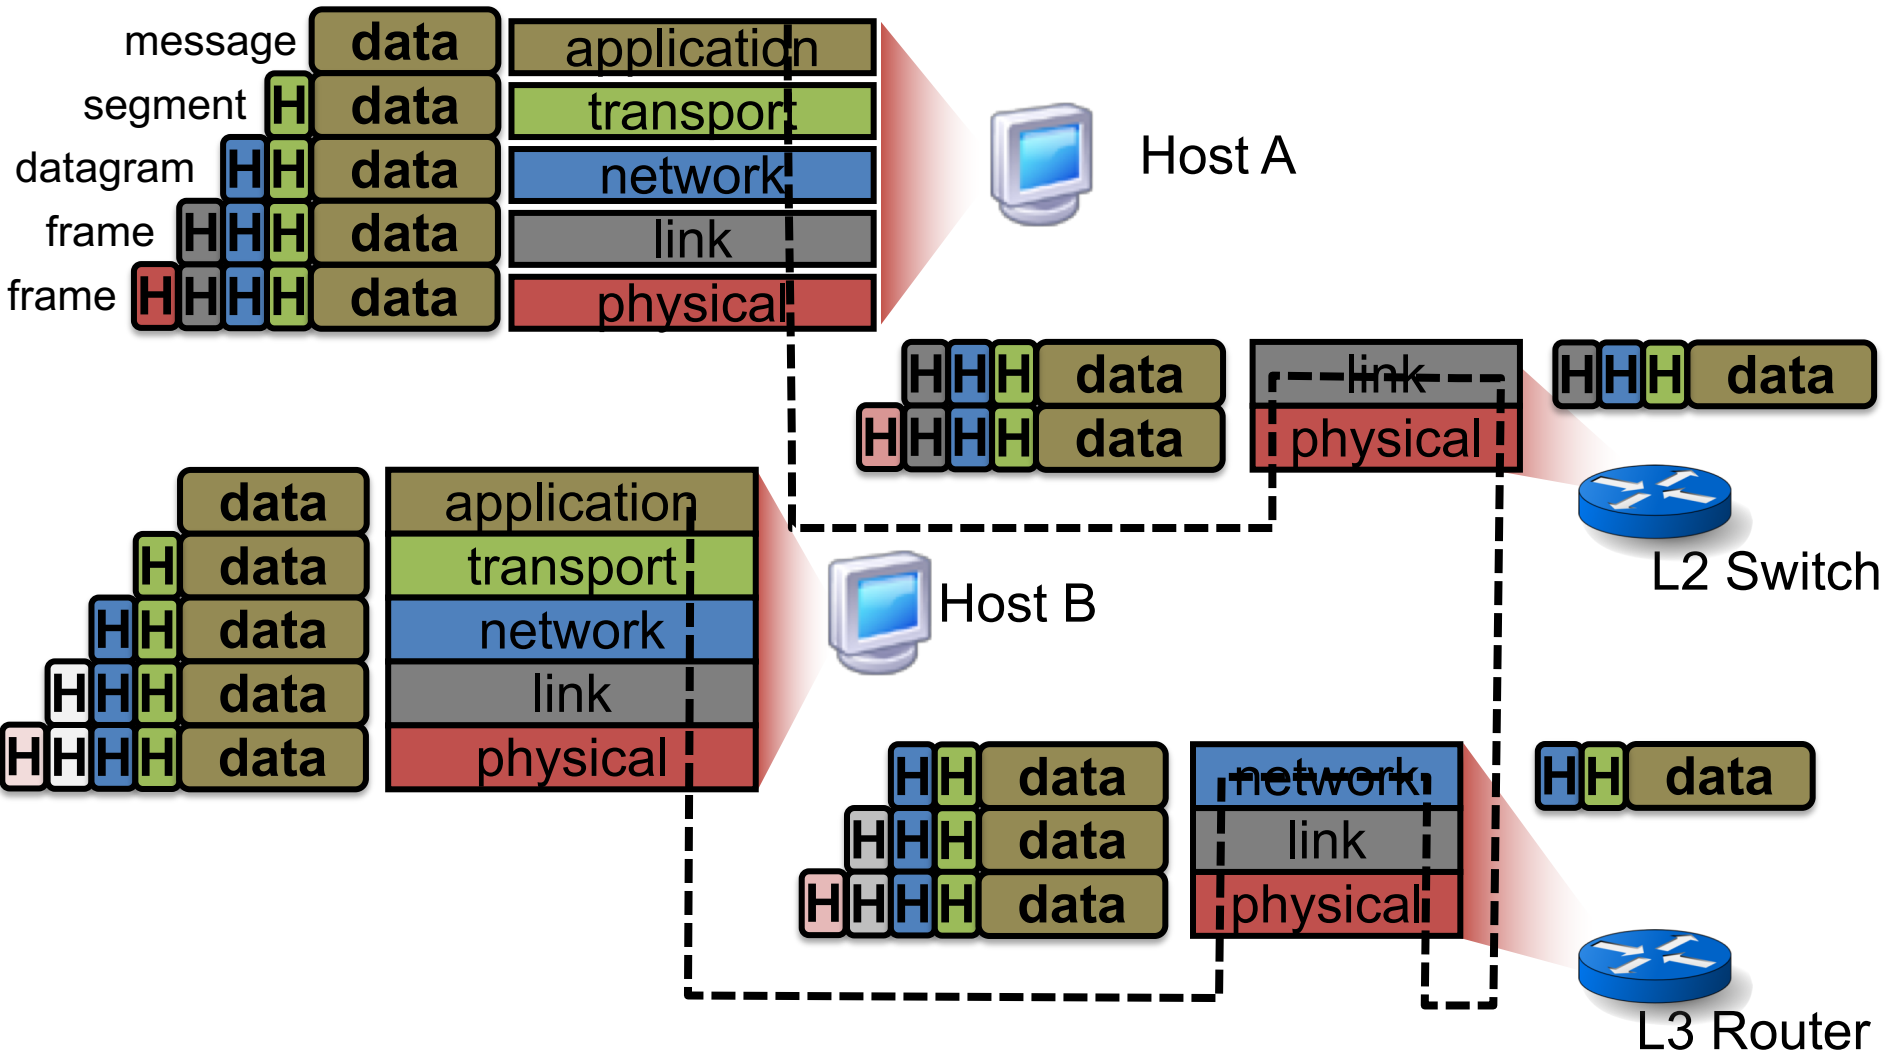 message data application
segment H data transport
datagram H H data network
Host A
frame H H H data link
frame H H H H data physical
H H H data link H H H data
H H H H data physical
data application
L2 Switch
H data transport
Host B
H H data network
H H H data link
H H H H data physical
H H data network H H data
H H H data link
H H H H data physical
L3 Router